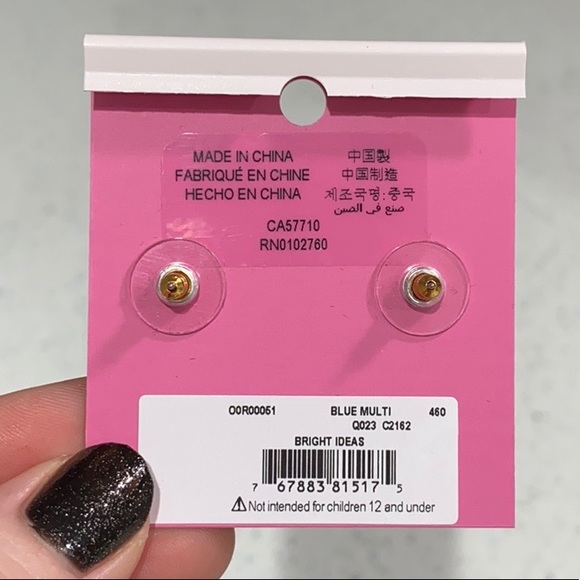 MADE IN CHINA 中国製
FABRIQUÉ EN CHINE 中国制造
HECHO EN CHINA 제조국명:중국
صنع في الصين
CA57710
RN0102760
O0R00051 BLUE MULTI 460
Q023 C2162
BRIGHT IDEAS
7 67883 81517 5
⚠Not intended for children 12 and under